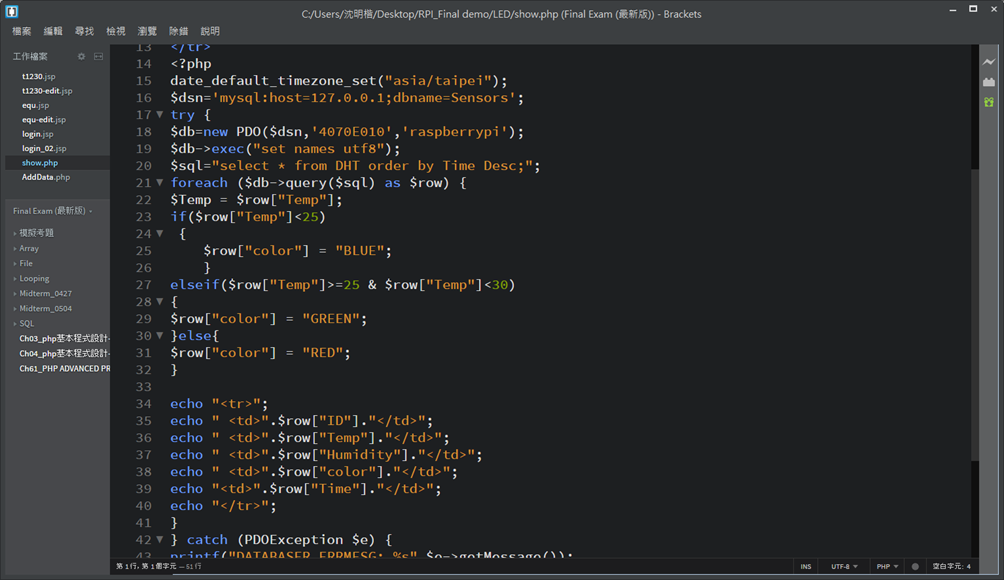 C:/Users/沈明楷/Desktop/RPI_Final demo/LED/show.php (Final Exam (最新版)) - Brackets
檔案 編輯 尋找 檢視 瀏覽 除錯 說明
工作檔案
t1230.jsp
t1230-edit.jsp
equ.jsp
equ-edit.jsp
login.jsp
login_02.jsp
show.php
AddData.php
Final Exam (最新版)
模擬考題
Array
File
Looping
Midterm_0427
Midterm_0504
SQL
Ch03_php基本程式設計-
Ch04_php基本程式設計-
Ch61_PHP ADVANCED PR
13 </tr>
14 <?php
15 date_default_timezone_set("asia/taipei");
16 $dsn='mysql:host=127.0.0.1;dbname=Sensors';
17 try {
18 $db=new PDO($dsn,'4070E010','raspberrypi');
19 $db->exec("set names utf8");
20 $sql="select * from DHT order by Time Desc;";
21 foreach ($db->query($sql) as $row) {
22 $Temp = $row["Temp"];
23 if($row["Temp"]<25)
24 {
25 $row["color"] = "BLUE";
26 }
27 elseif($row["Temp"]>=25 & $row["Temp"]<30)
28 {
29 $row["color"] = "GREEN";
30 }else{
31 $row["color"] = "RED";
32 }
33
34 echo "<tr>";
35 echo " <td>".$row["ID"]."</td>";
36 echo " <td>".$row["Temp"]."</td>";
37 echo " <td>".$row["Humidity"]."</td>";
38 echo " <td>".$row["color"]."</td>";
39 echo "<td>".$row["Time"]."</td>";
40 echo "</tr>";
41 }
42 } catch (PDOException $e) {
43 printf("DATABASER_ERRMESG: %s",$e->getMessage());
第 1 行, 第 1 個字元 — 51 行 INS UTF-8 PHP 空白字元: 4